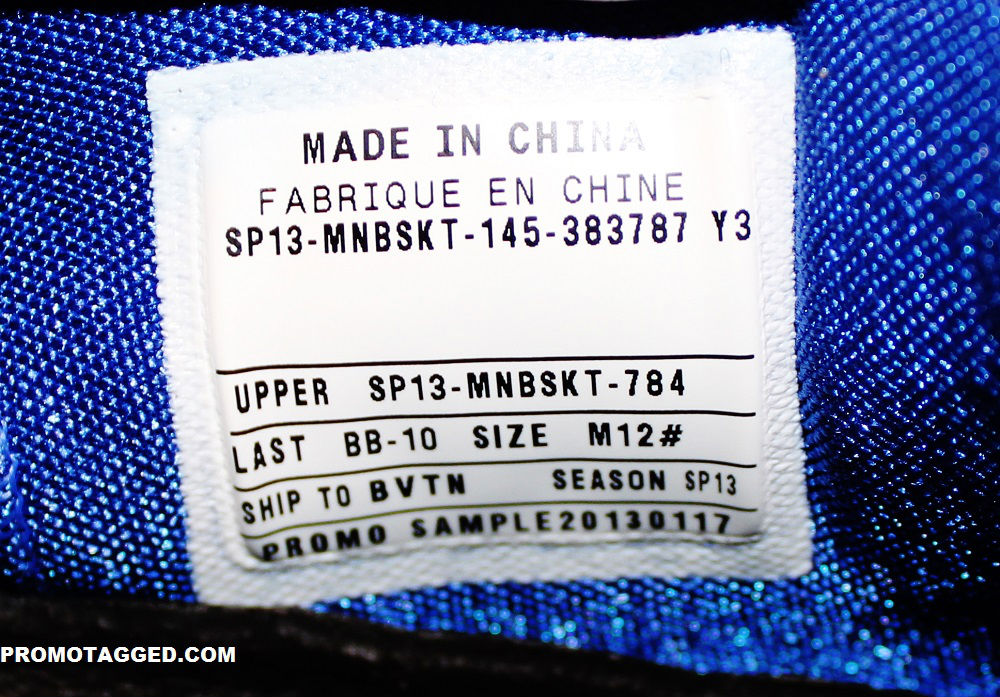 MADE IN CHINA
FABRIQUE EN CHINE
SP13-MNBSKT-145-383787 Y3
UPPER SP13-MNBSKT-784
LAST BB-10 SIZE M12#
SHIP TO BVTN SEASON SP13
PROMO SAMPLE20130117
PROMOTAGGED.COM